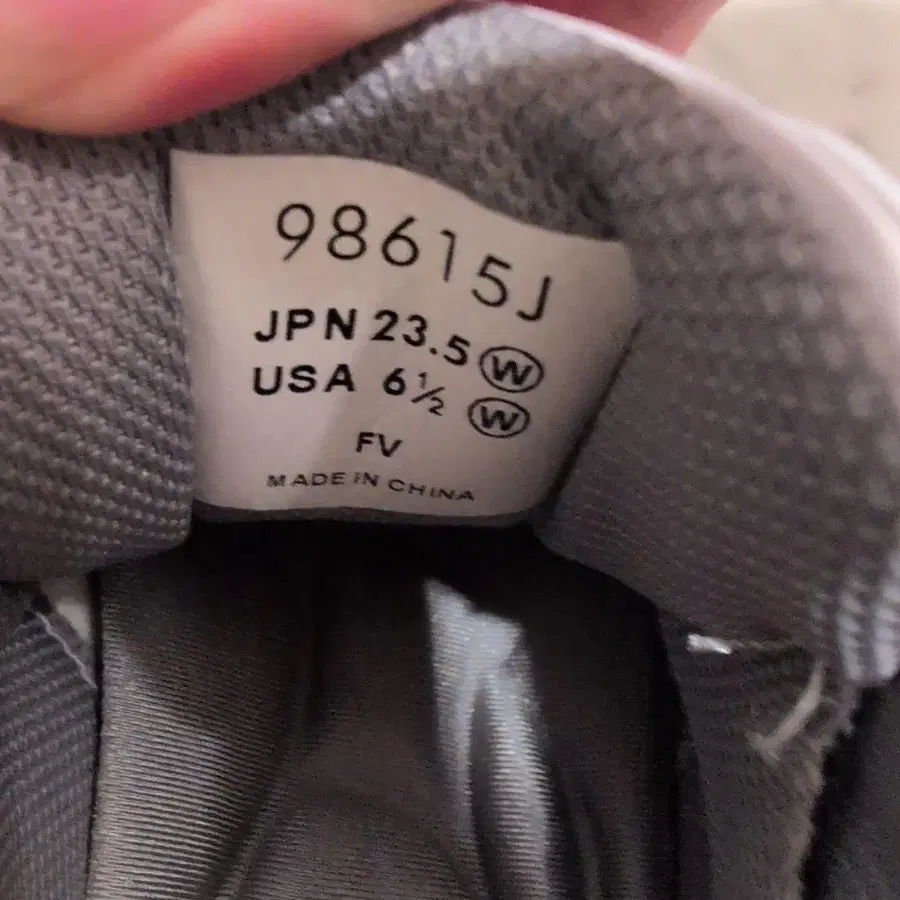 98615J
JPN 23.5 Ⓦ
USA 6½ Ⓦ
FV
MADE IN CHINA